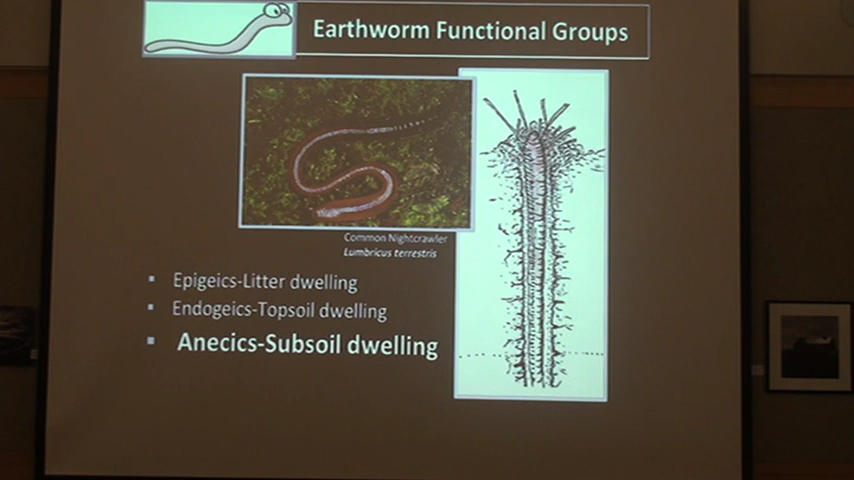 Earthworm Functional Groups
Common Nightcrawler
Lumbricus terrestris
▪ Epigeics-Litter dwelling
▪ Endogeics-Topsoil dwelling
▪ Anecics-Subsoil dwelling